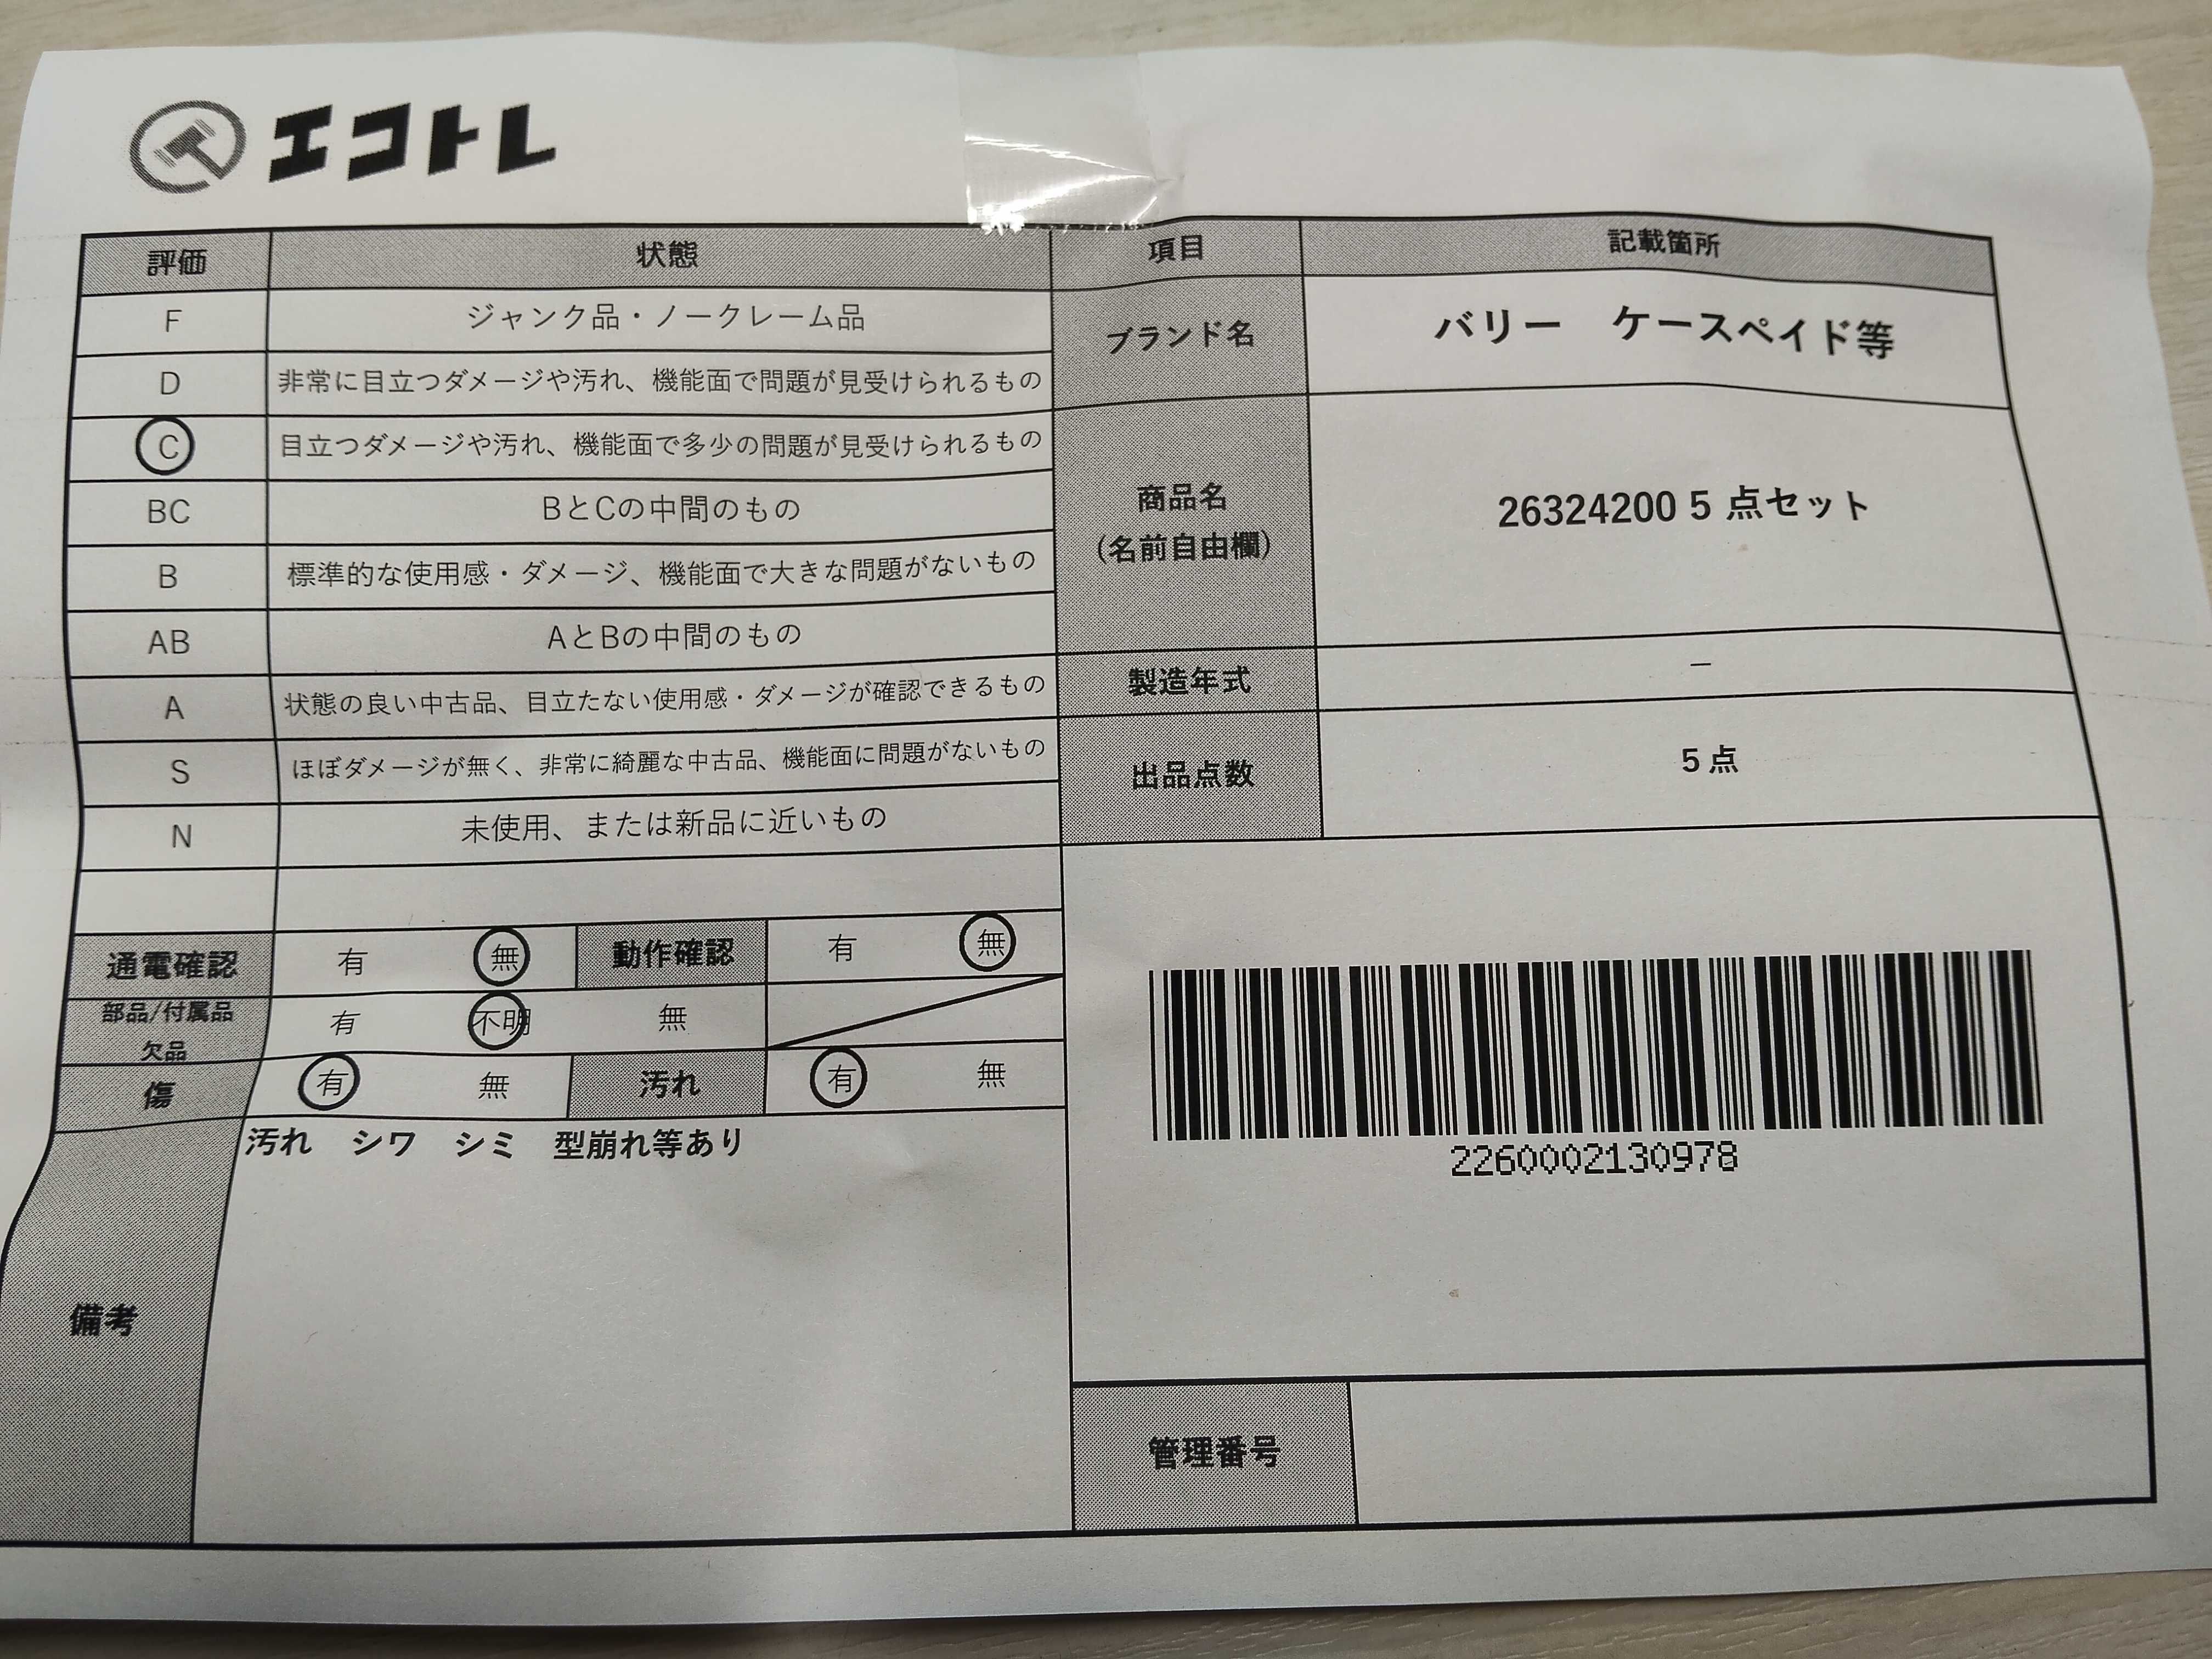 エコトレ
評価 状態 項目 記載箇所
F ジャンク品・ノークレーム品
D 非常に目立つダメージや汚れ、機能面で問題が見受けられるもの
C 目立つダメージや汚れ、機能面で多少の問題が見受けられるもの
BC BとCの中間のもの
B 標準的な使用感・ダメージ、機能面で大きな問題がないもの
AB AとBの中間のもの
A 状態の良い中古品、目立たない使用感・ダメージが確認できるもの
S ほぼダメージが無く、非常に綺麗な中古品、機能面に問題がないもの
N 未使用、または新品に近いもの
ブランド名 バリー ケースペイド等
商品名
(名前自由欄)
26324200 5 点セット
製造年式 －
出品点数 5 点
通電確認 有 無 動作確認 有 無
部品/付属品
欠品
有 不明 無
傷 有 無 汚れ 有 無
備考
汚れ シワ シミ 型崩れ等あり
2260002130978
管理番号